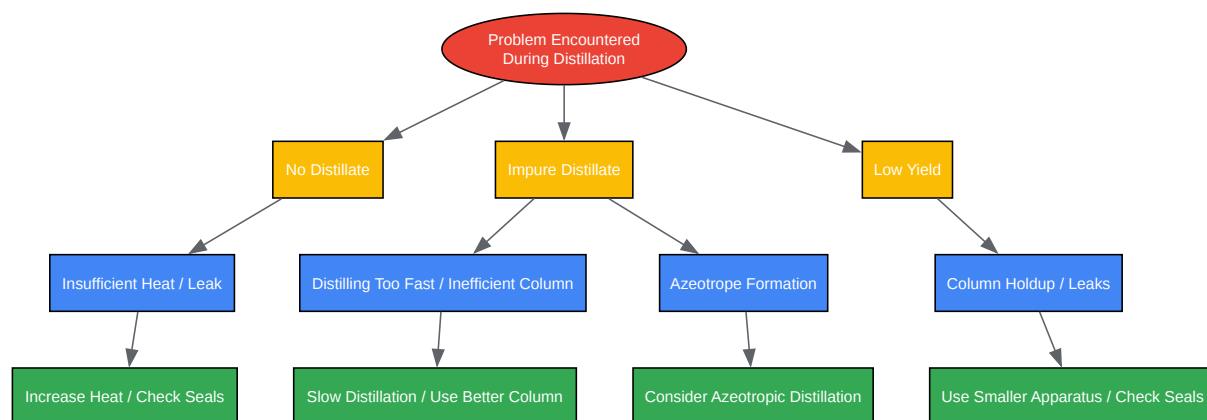 Problem Encountered
During Distillation
No Distillate
Impure Distillate
Low Yield
Insufficient Heat / Leak
Distilling Too Fast / Inefficient Column
Azeotrope Formation
Column Holdup / Leaks
Increase Heat / Check Seals
Slow Distillation / Use Better Column
Consider Azeotropic Distillation
Use Smaller Apparatus / Check Seals